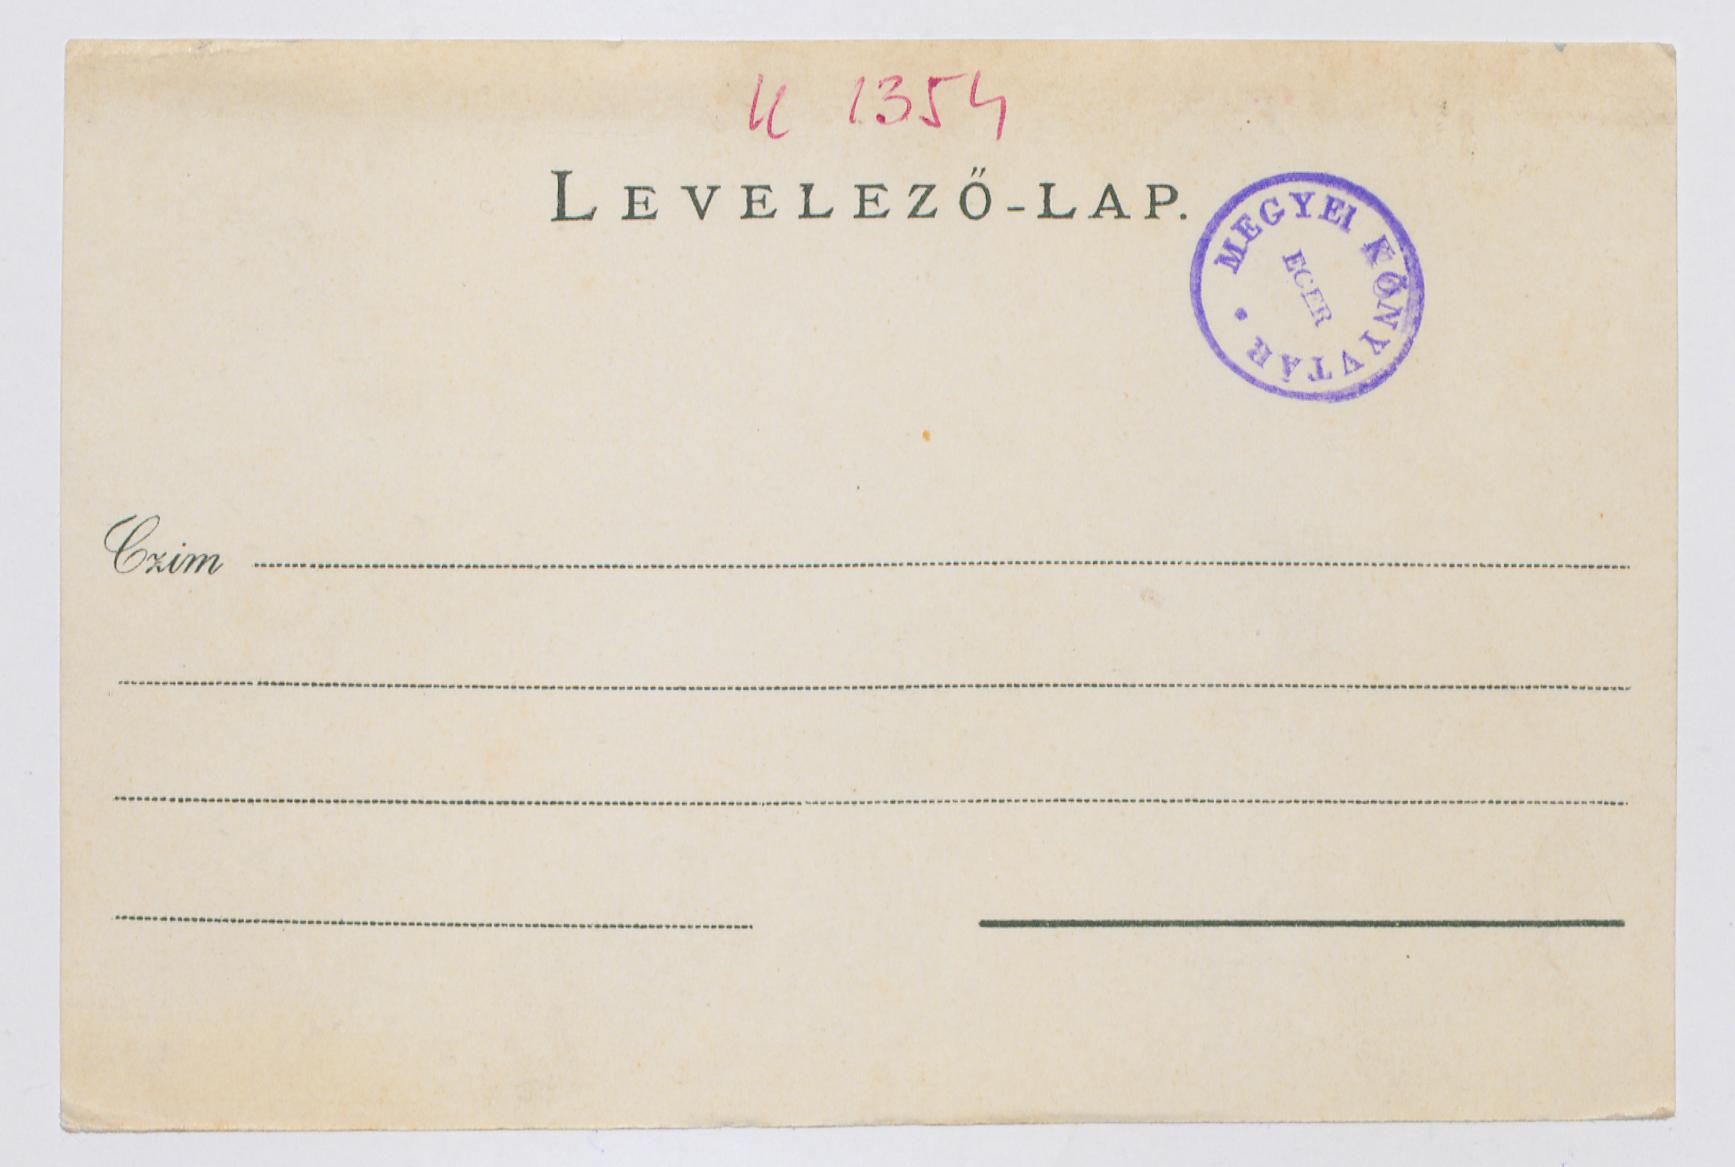 K 1354
LEVELEZŐ-LAP.
MEGYEI KÖNYVTÁR •
EGER
Czim